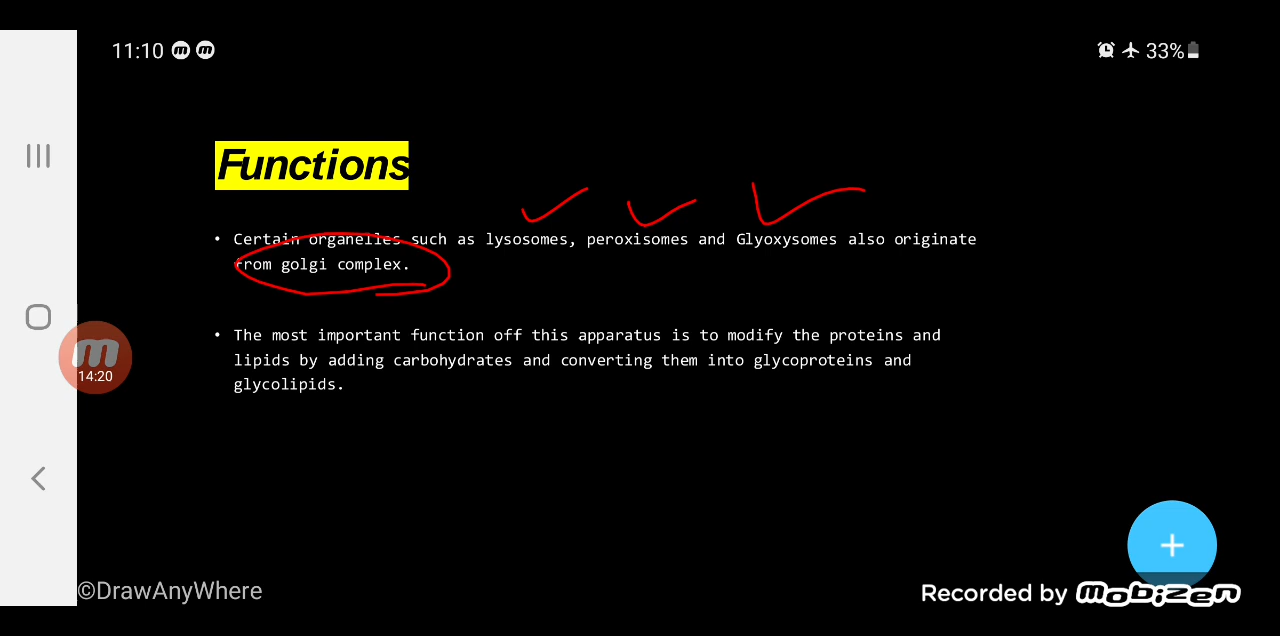 11:10
33%
Functions
• Certain organelles such as lysosomes, peroxisomes and Glyoxysomes also originate
from golgi complex.
• The most important function off this apparatus is to modify the proteins and
lipids by adding carbohydrates and converting them into glycoproteins and
glycolipids.
14:20
©DrawAnyWhere
Recorded by mobizen